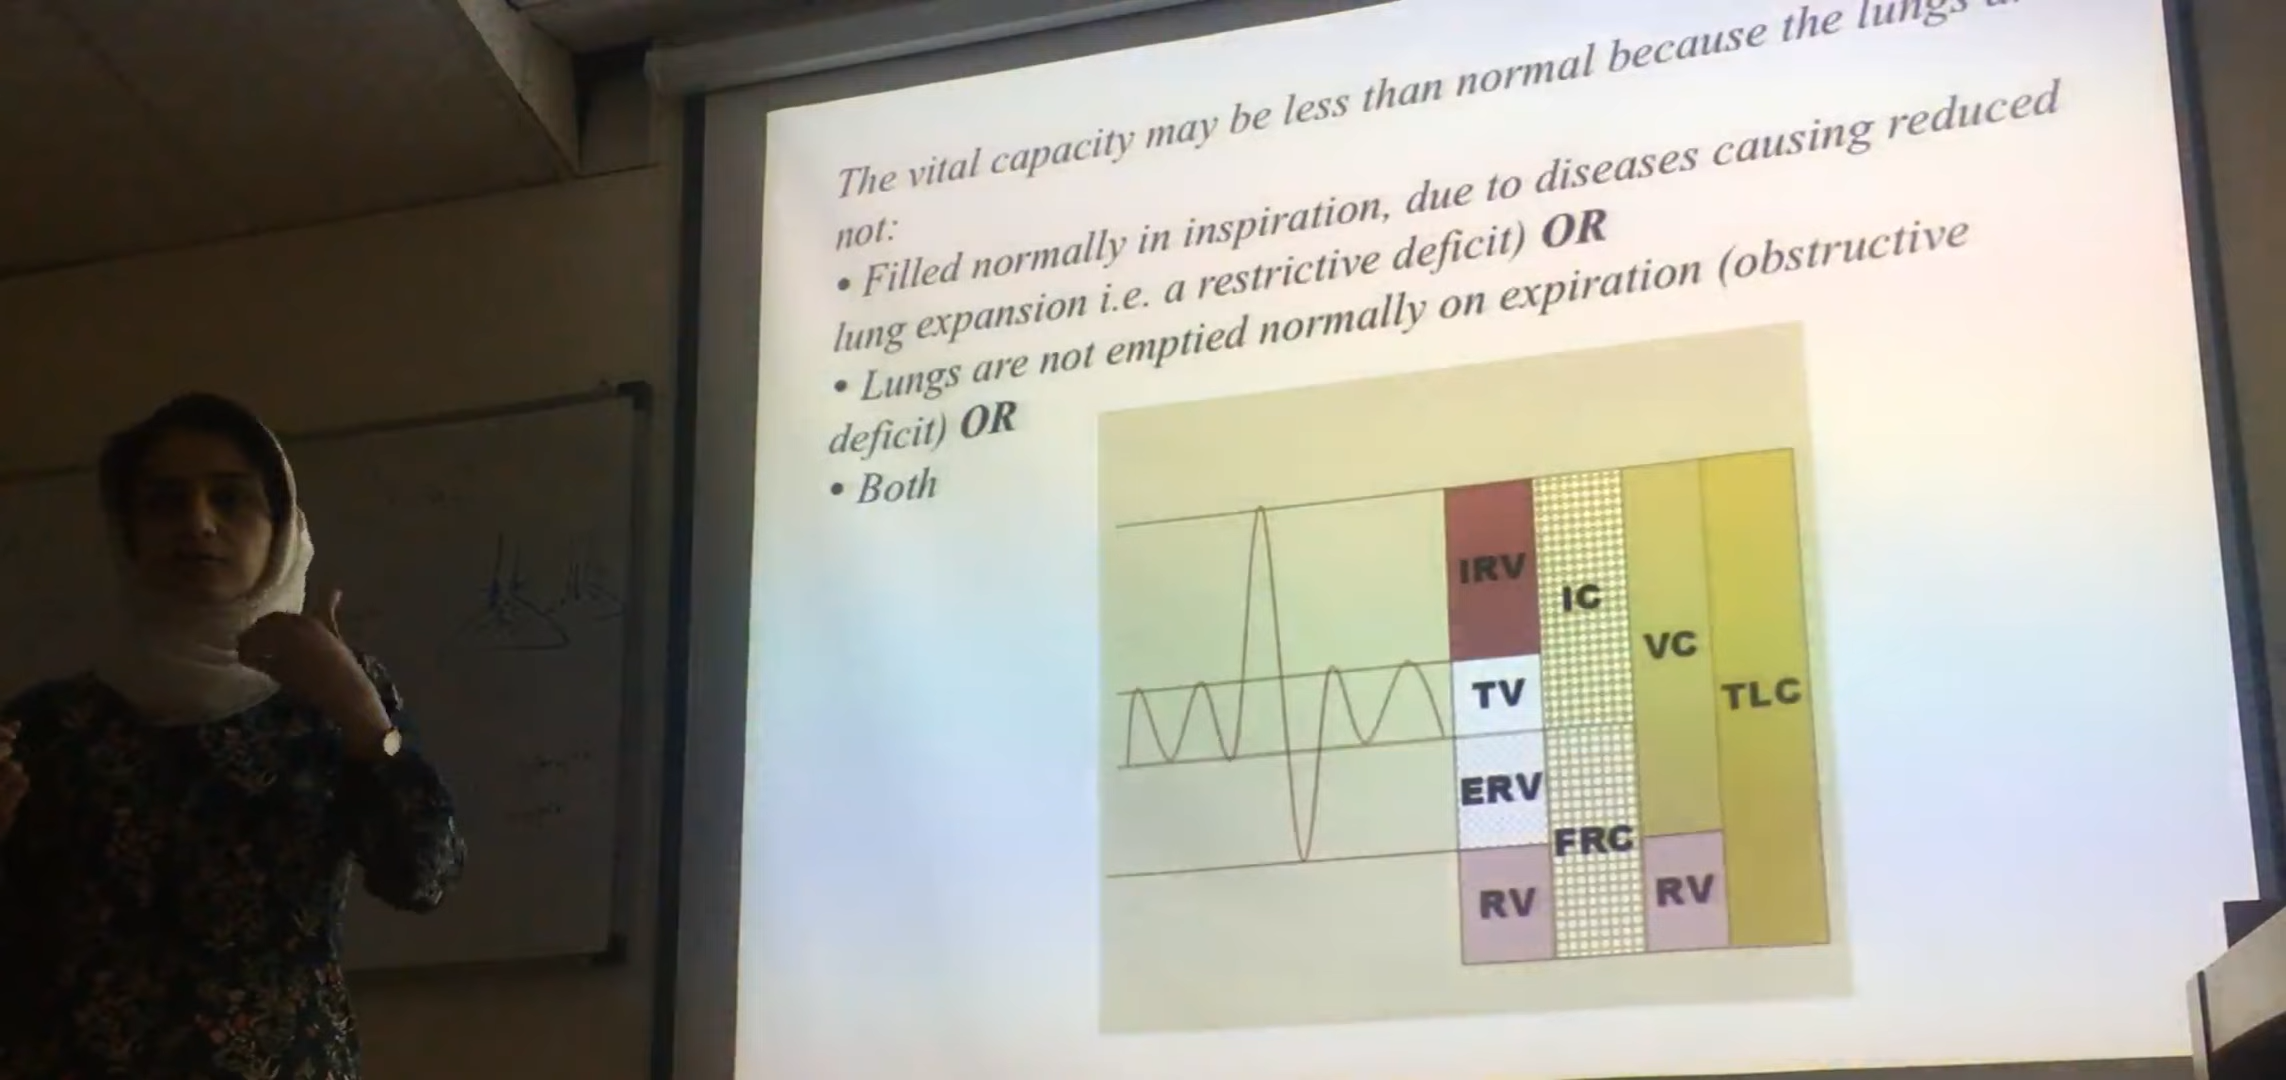 The vital capacity may be less than normal because the lungs
not:
• Filled normally in inspiration, due to diseases causing reduced
lung expansion i.e. a restrictive deficit) OR
• Lungs are not emptied normally on expiration (obstructive
deficit) OR
• Both
IRV
IC
VC
TLC
TV
ERV
FRC
RV
RV